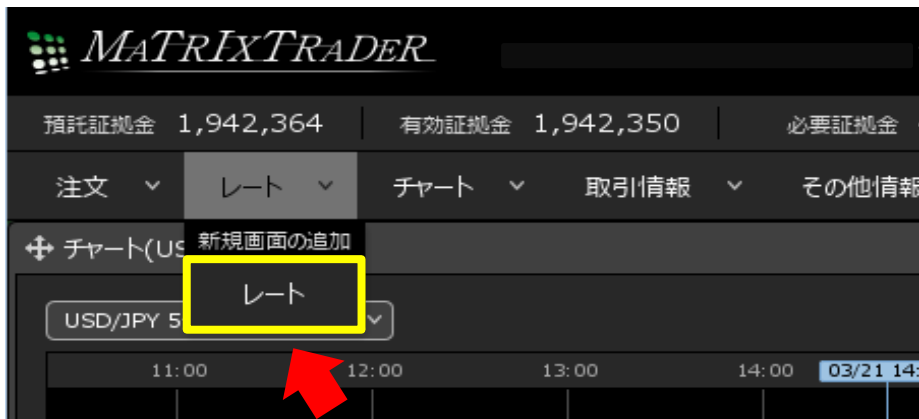 MATRIXTRADER
預託証拠金 1,942,364 有効証拠金 1,942,350 必要証拠金
注文 レート チャート 取引情報 その他情報
新規画面の追加
チャート(US
レート
USD/JPY 5
11:00 12:00 13:00 14:00 03/21 14: